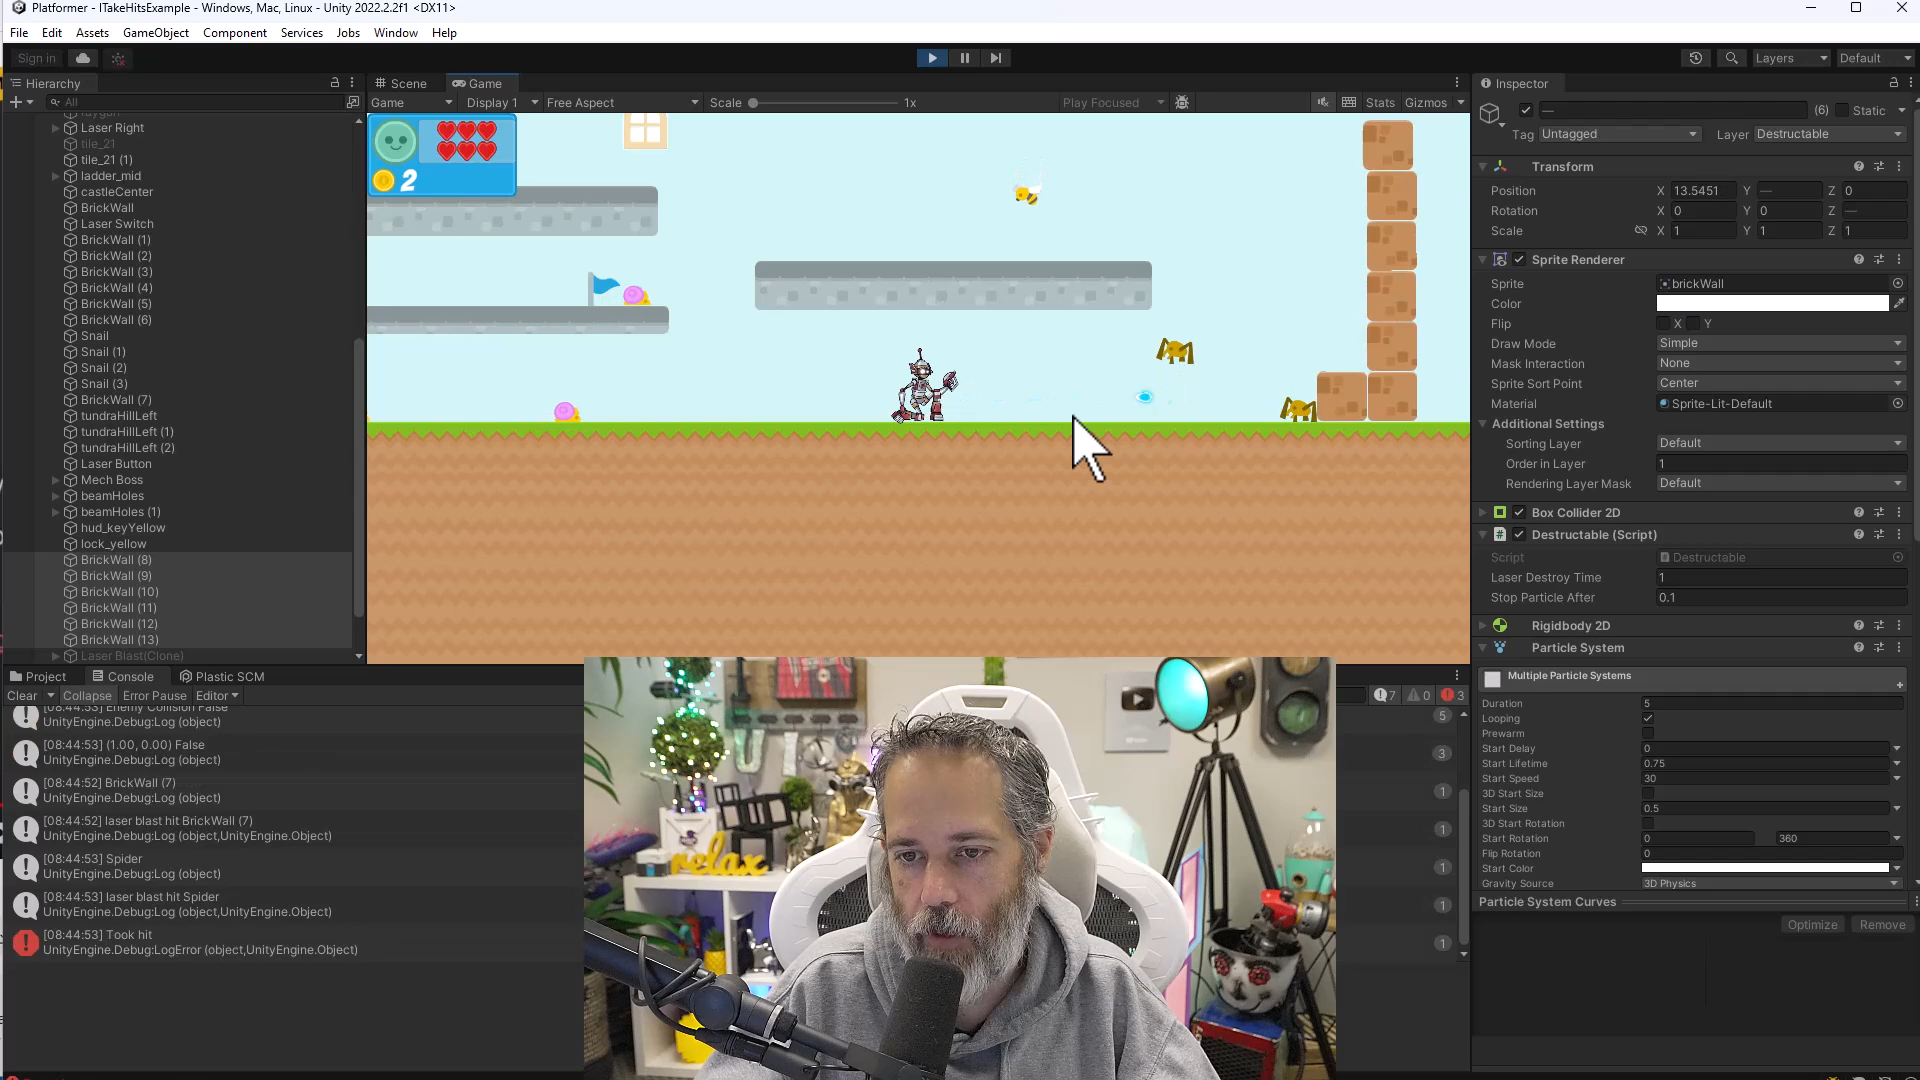 Platformer - ITakeHitsExample - Windows, Mac, Linux - Unity 2022.2.2f1 <DX11>
File Edit Assets GameObject Component Services Jobs Window Help
Sign in
Layers Default
Hierarchy
Scene Game
Inspector
All
Game Display 1 Free Aspect Scale 1x Play Focused Stats Gizmos
(6) Static
Tag Untagged Layer Destructable
Laser Right
tile_21
tile_21 (1)
ladder_mid
castleCenter
BrickWall
Laser Switch
BrickWall (1)
BrickWall (2)
BrickWall (3)
BrickWall (4)
BrickWall (5)
BrickWall (6)
Snail
Snail (1)
Snail (2)
Snail (3)
BrickWall (7)
tundraHillLeft
tundraHillLeft (1)
tundraHillLeft (2)
Laser Button
Mech Boss
beamHoles
beamHoles (1)
hud_keyYellow
lock_yellow
BrickWall (8)
BrickWall (9)
BrickWall (10)
BrickWall (11)
BrickWall (12)
BrickWall (13)
Laser Blast(Clone)
2
Transform
Position X 13.5451 Y — Z 0
Rotation X 0 Y 0 Z —
Scale X 1 Y 1 Z 1
Sprite Renderer
Sprite brickWall
Color
Flip X Y
Draw Mode Simple
Mask Interaction None
Sprite Sort Point Center
Material Sprite-Lit-Default
Additional Settings
Sorting Layer Default
Order in Layer 1
Rendering Layer Mask Default
Box Collider 2D
Destructable (Script)
Script Destructable
Laser Destroy Time 1
Stop Particle After 0.1
Rigidbody 2D
Particle System
Multiple Particle Systems
Duration 5
Looping
Prewarm
Start Delay 0
Start Lifetime 0.75
Start Speed 30
3D Start Size
Start Size 0.5
3D Start Rotation
Start Rotation 0 360
Flip Rotation 0
Start Color
Gravity Source 3D Physics
Particle System Curves
Optimize Remove
Project Console Plastic SCM
Clear Collapse Error Pause Editor
7 0 3
[08:44:53] Enemy Collision False
UnityEngine.Debug:Log (object)
5
[08:44:53] (1.00, 0.00) False
UnityEngine.Debug:Log (object)
3
[08:44:52] BrickWall (7)
UnityEngine.Debug:Log (object)
1
[08:44:52] laser blast hit BrickWall (7)
UnityEngine.Debug:Log (object,UnityEngine.Object)
1
[08:44:53] Spider
UnityEngine.Debug:Log (object)
1
[08:44:53] laser blast hit Spider
UnityEngine.Debug:Log (object,UnityEngine.Object)
1
[08:44:53] Took hit
UnityEngine.Debug:LogError (object,UnityEngine.Object)
1
relax